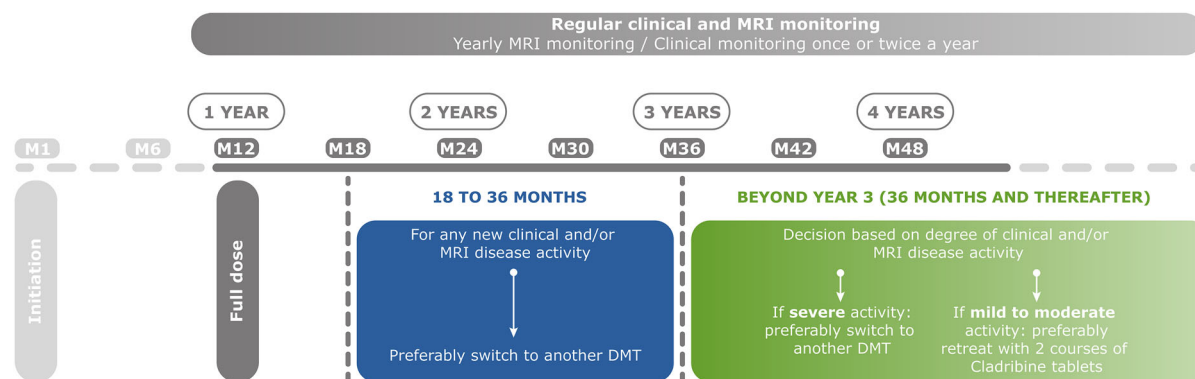 Regular clinical and MRI monitoring
Yearly MRI monitoring / Clinical monitoring once or twice a year
1 YEAR
2 YEARS
3 YEARS
4 YEARS
M1
M6
M12
M18
M24
M30
M36
M42
M48
Initiation
Full dose
18 TO 36 MONTHS
For any new clinical and/or
MRI disease activity
Preferably switch to another DMT
BEYOND YEAR 3 (36 MONTHS AND THEREAFTER)
Decision based on degree of clinical and/or
MRI disease activity
If severe activity:
preferably switch to
another DMT
If mild to moderate
activity: preferably
retreat with 2 courses of
Cladribine tablets